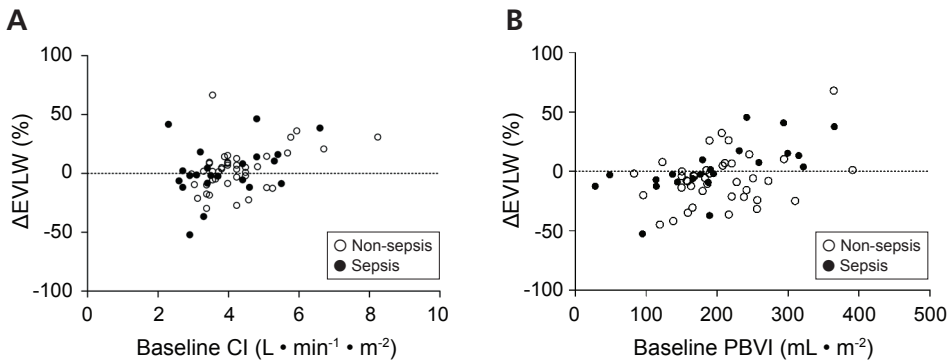 A
ΔEVLW (%)
100
50
0
-50
-100
Non-sepsis
Sepsis
0 2 4 6 8 10
Baseline CI (L • min⁻¹ • m⁻²)
B
ΔEVLW (%)
100
50
0
-50
-100
Non-sepsis
Sepsis
0 100 200 300 400 500
Baseline PBVI (mL • m⁻²)